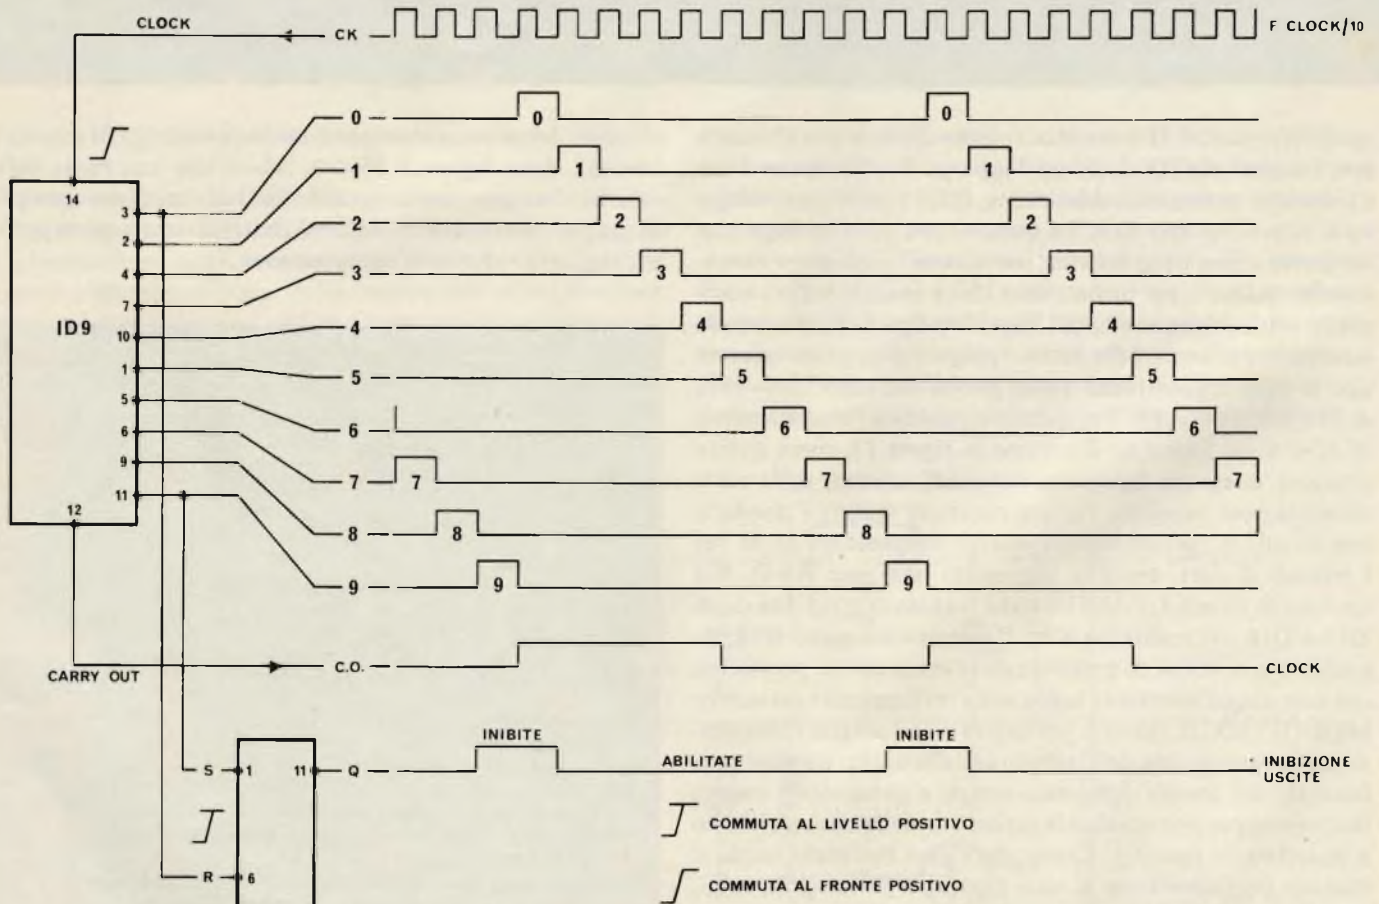 CLOCK
CK
F CLOCK/10
0 0 0
14
3 1 1 1
2 2 2 2
4 3 3 3
7
ID9 10 4 4 4
1 5 5 5
5 6 6 6
6 7 7 7 7
9 8 8 8
12 11 9 9 9
CARRY OUT
C.O.
CLOCK
INIBITE INIBITE
S 1 11 Q
ABILITATE
INIBIZIONE
USCITE
COMMUTA AL LIVELLO POSITIVO
R 6
COMMUTA AL FRONTE POSITIVO